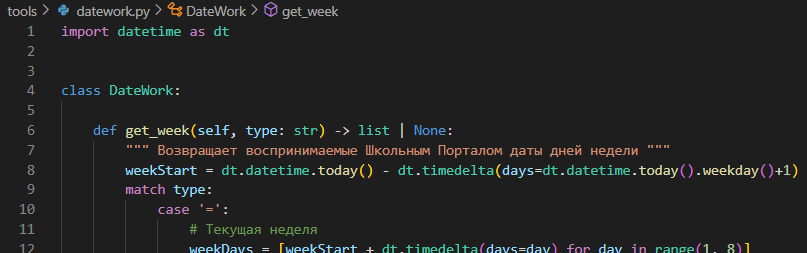 tools > datework.py > DateWork > get_week
1 import datetime as dt
2
3
4 class DateWork:
5
6 def get_week(self, type: str) -> list | None:
7 """ Возвращает воспринимаемые Школьным Порталом даты дней недели """
8 weekStart = dt.datetime.today() - dt.timedelta(days=dt.datetime.today().weekday()+1)
9 match type:
10 case '=':
11 # Текущая неделя
12 weekDays = [weekStart + dt.timedelta(days=day) for day in range(1, 8)]